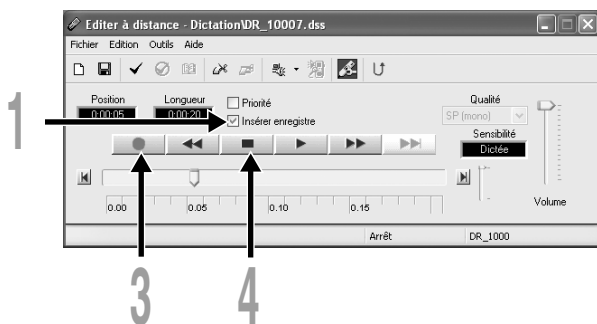 Editer à distance - Dictation\DR_10007.dss
Fichier Edition Outils Aide
Position Longueur Priorité Qualité
0:00:05 0:00:20 Insérer enregistre SP (mono)
1
Sensibilité
Dictée
0.00 0.05 0.10 0.15
Volume
Arrêt DR_1000
3 4